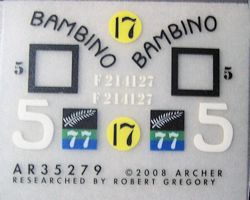 BAMBINO 17 BAMBINO
5 5
F214127
F214127
5 77 17 77 5
AR35279 ©2008 ARCHER
RESEARCHED BY ROBERT GREGORY